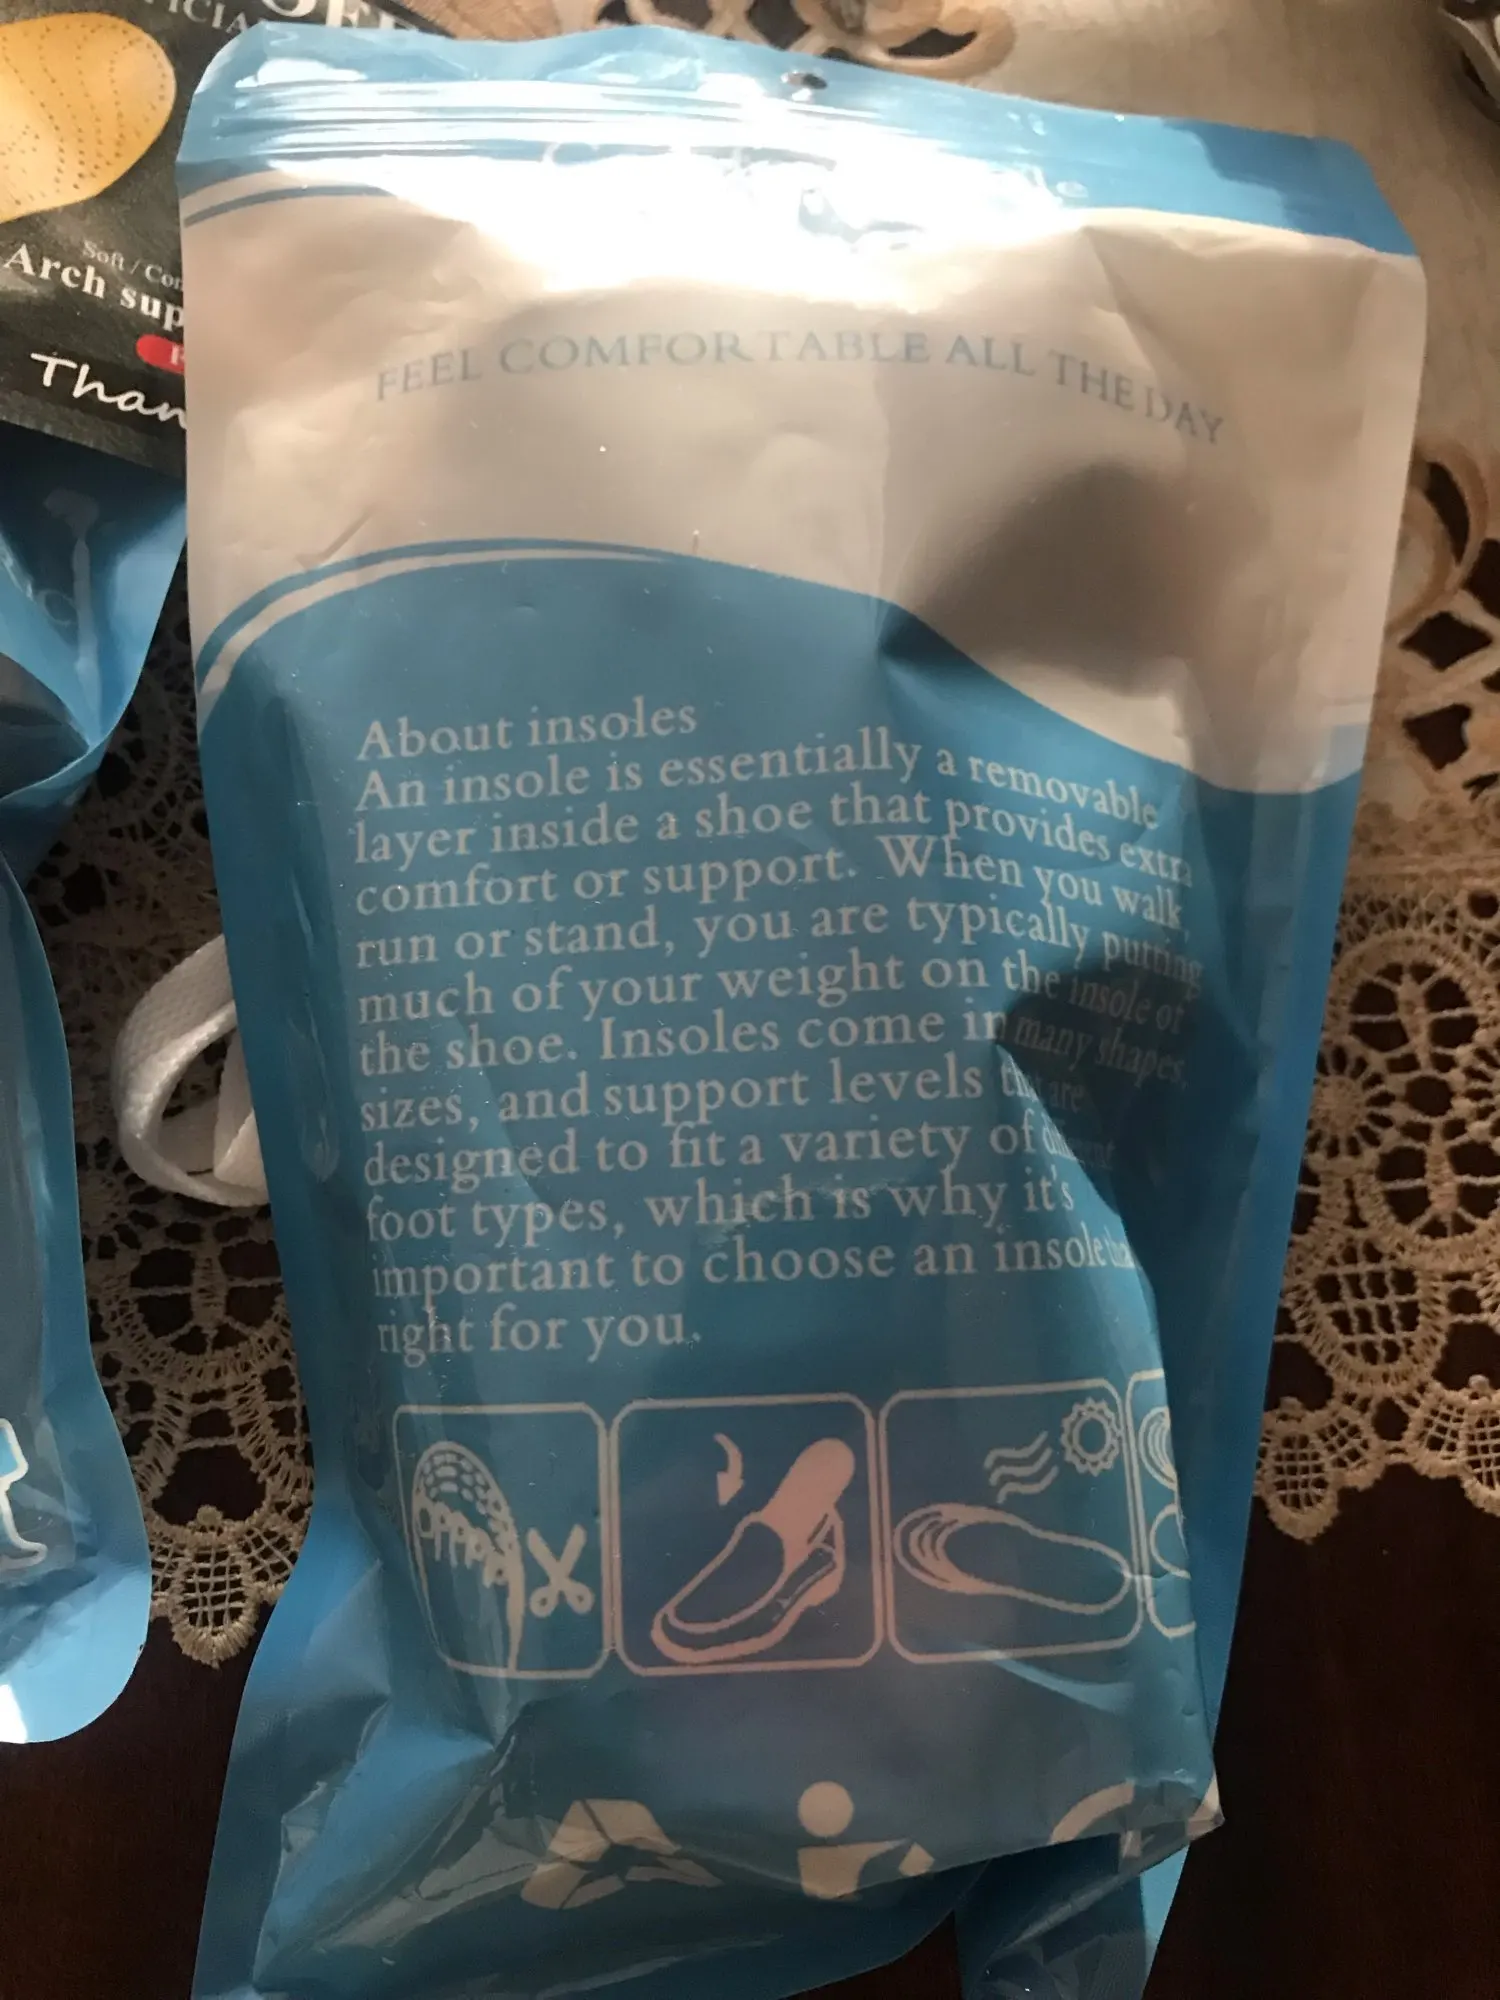 Soft /
Arch
FEEL COMFORTABLE ALL THE DAY
About insoles
An insole is essentially a removable
layer inside a shoe that provides extra
comfort or support. When you walk,
run or stand, you are typically putting
much of your weight on the insole of
the shoe. Insoles come in many shapes,
sizes, and support levels that are
designed to fit a variety of different
foot types, which is why it's
important to choose an insole
right for you.